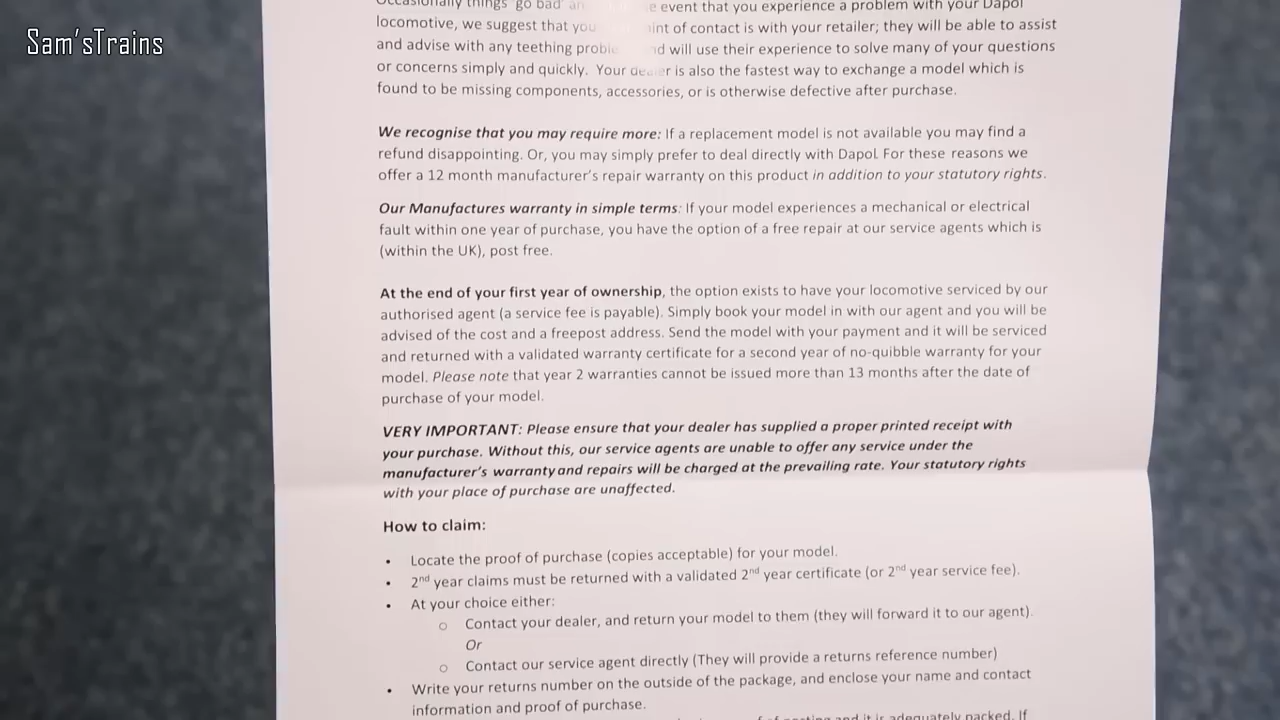 Sam'sTrains
Occasionally things 'go bad' an e event that you experience a problem with your Dapol
locomotive, we suggest that you int of contact is with your retailer; they will be able to assist
and advise with any teething proble nd will use their experience to solve many of your questions
or concerns simply and quickly. Your dealer is also the fastest way to exchange a model which is
found to be missing components, accessories, or is otherwise defective after purchase.
We recognise that you may require more: If a replacement model is not available you may find a
refund disappointing. Or, you may simply prefer to deal directly with Dapol. For these reasons we
offer a 12 month manufacturer's repair warranty on this product in addition to your statutory rights.
Our Manufactures warranty in simple terms: If your model experiences a mechanical or electrical
fault within one year of purchase, you have the option of a free repair at our service agents which is
(within the UK), post free.
At the end of your first year of ownership, the option exists to have your locomotive serviced by our
authorised agent (a service fee is payable). Simply book your model in with our agent and you will be
advised of the cost and a freepost address. Send the model with your payment and it will be serviced
and returned with a validated warranty certificate for a second year of no-quibble warranty for your
model. Please note that year 2 warranties cannot be issued more than 13 months after the date of
purchase of your model.
VERY IMPORTANT: Please ensure that your dealer has supplied a proper printed receipt with
your purchase. Without this, our service agents are unable to offer any service under the
manufacturer's warranty and repairs will be charged at the prevailing rate. Your statutory rights
with your place of purchase are unaffected.
How to claim:
• Locate the proof of purchase (copies acceptable) for your model.
• 2nd year claims must be returned with a validated 2nd year certificate (or 2nd year service fee).
• At your choice either:
o Contact your dealer, and return your model to them (they will forward it to our agent).
Or
o Contact our service agent directly (They will provide a returns reference number)
• Write your returns number on the outside of the package, and enclose your name and contact
information and proof of purchase.
of posting and it is adequately packed. If